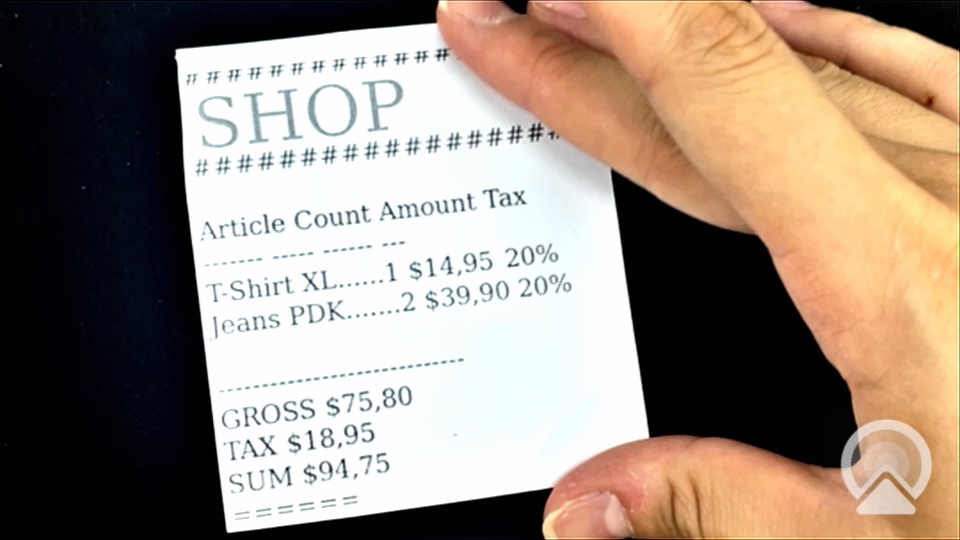 ################
SHOP
#################
Article Count Amount Tax
------- ----- ------ ---
T-Shirt XL......1 $14,95 20%
Jeans PDK.......2 $39,90 20%
-----------------------------
GROSS $75,80
TAX $18,95
SUM $94,75
======